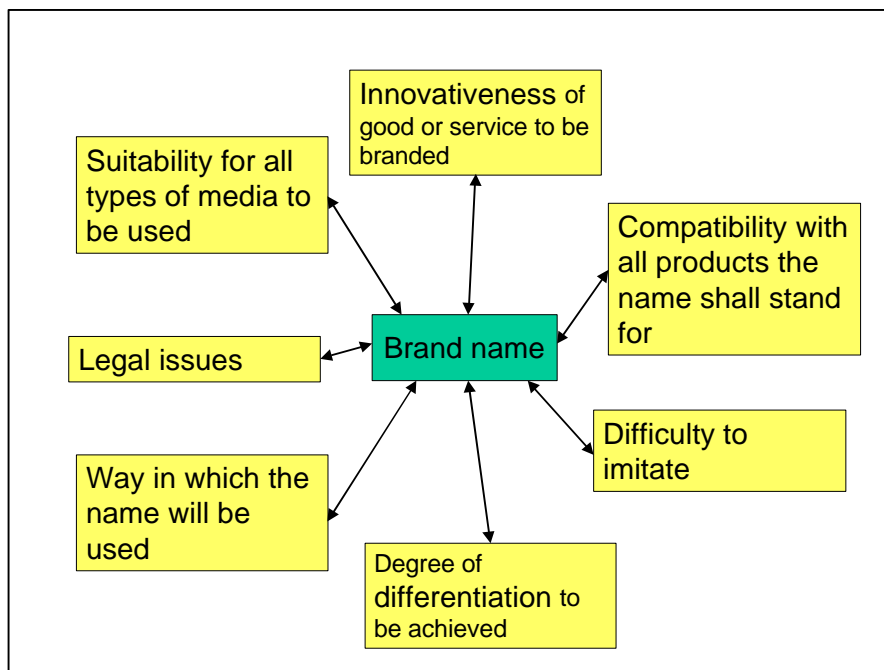 Innovativeness of
good or service to be
branded
Suitability for all
types of media to
be used
Compatibility with
all products the
name shall stand
for
Brand name
Legal issues
Difficulty to
imitate
Way in which the
name will be
used
Degree of
differentiation to
be achieved